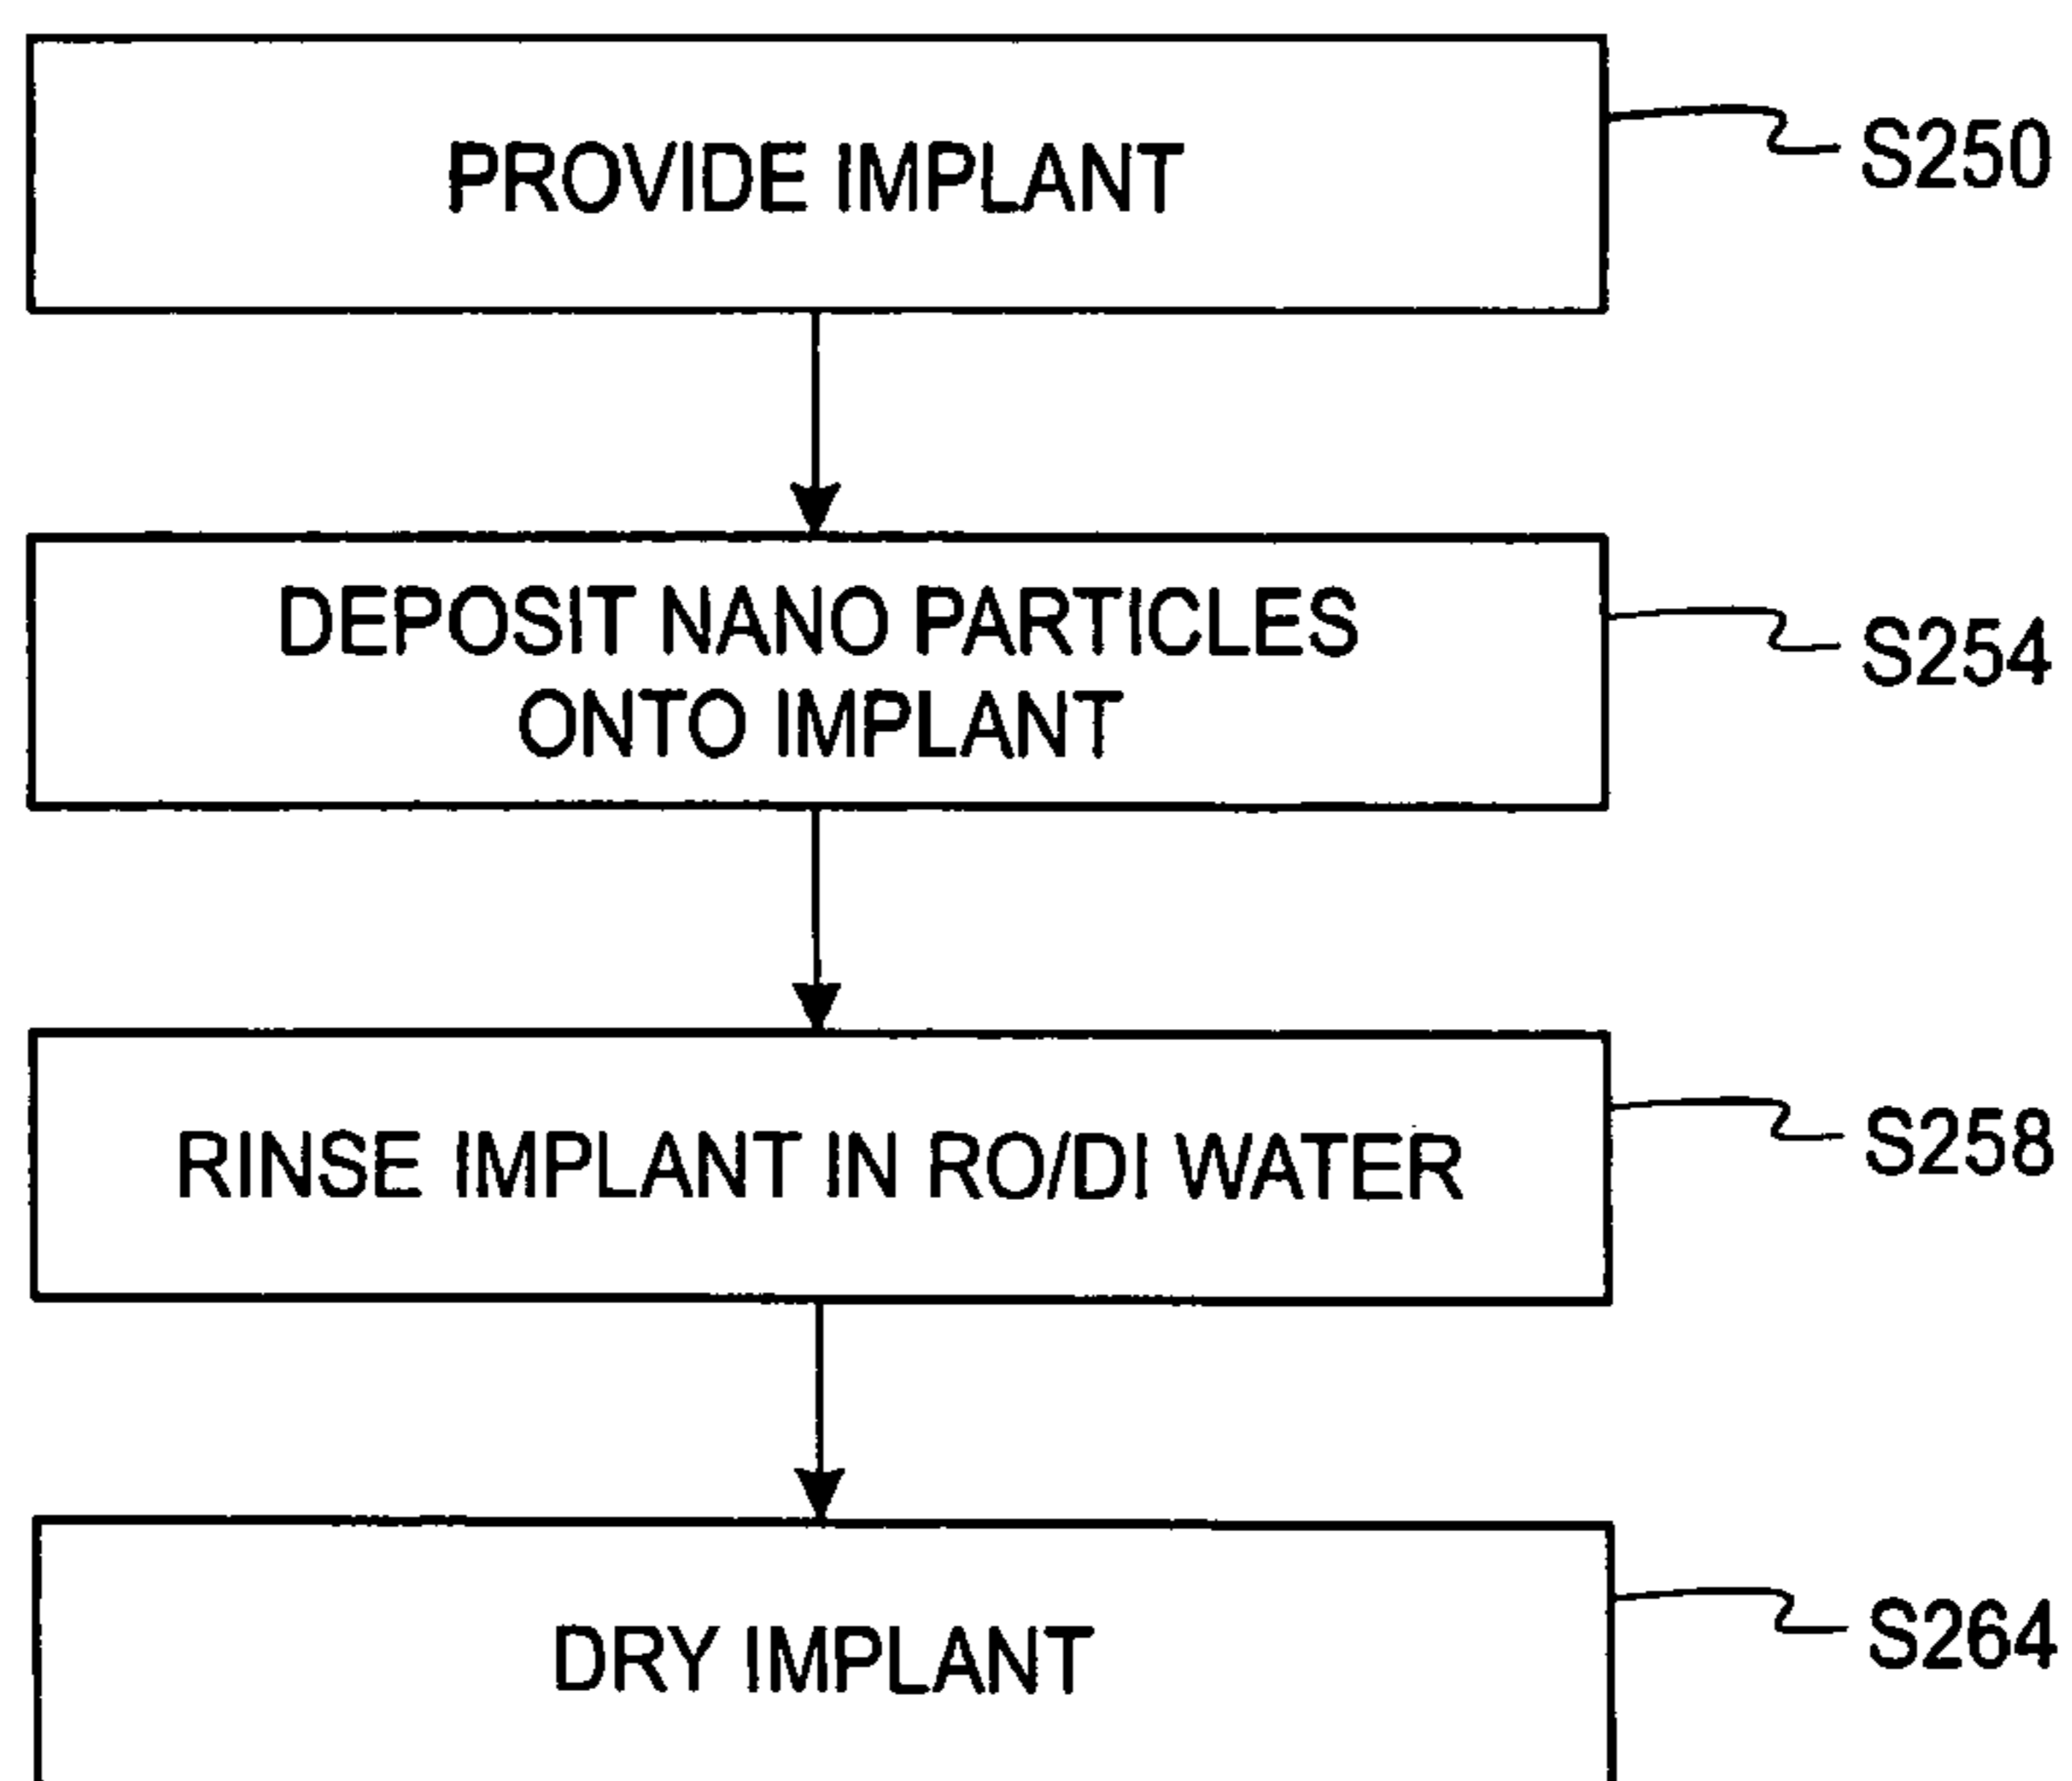 PROVIDE IMPLANT
S250
DEPOSIT NANO PARTICLES
ONTO IMPLANT
S254
RINSE IMPLANT IN RO/DI WATER
S258
DRY IMPLANT
S264